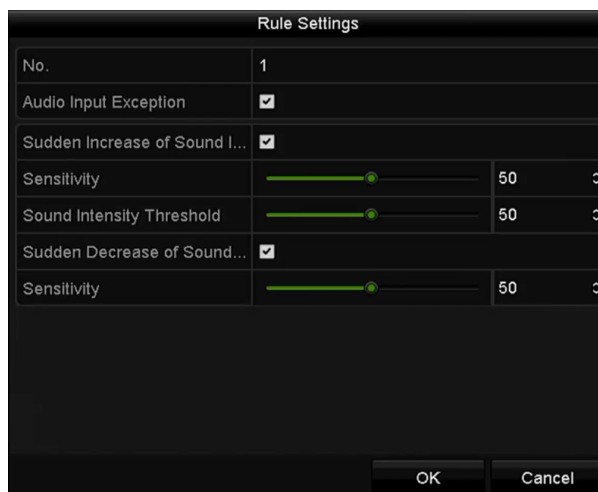 Rule Settings
No. 1
Audio Input Exception
Sudden Increase of Sound I...
Sensitivity 50
Sound Intensity Threshold 50
Sudden Decrease of Sound...
Sensitivity 50
OK Cancel